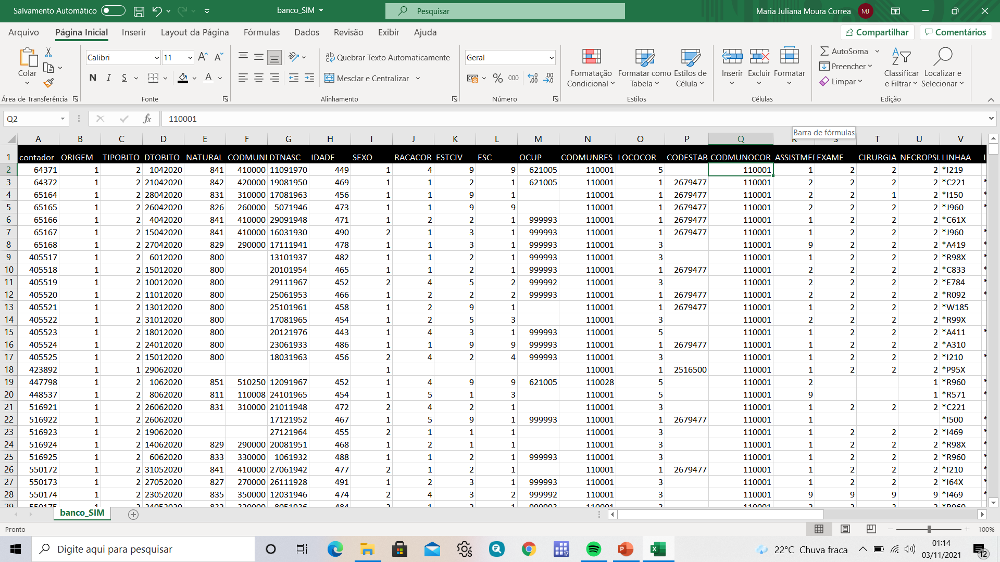 Salvamento Automático
banco_SIM
Pesquisar
Maria Juliana Moura Correa
MJ
Arquivo Página Inicial Inserir Layout da Página Fórmulas Dados Revisão Exibir Ajuda
Compartilhar Comentários
Colar
Área de Transferência
Calibri 11
N I S
Fonte
Quebrar Texto Automaticamente
Mesclar e Centralizar
Alinhamento
Geral
% 000
Número
Formatação Condicional
Formatar como Tabela
Estilos de Célula
Estilos
Inserir Excluir Formatar
Células
AutoSoma
Preencher
Limpar
Classificar e Filtrar
Localizar e Selecionar
Edição
Q2 fx 110001
Barra de fórmulas
A B C D E F G H I J K L M N O P Q R S T U V
1 contador ORIGEM TIPOBITO DTOBITO NATURAL CODMUNI DTNASC IDADE SEXO RACACOR ESTCIV ESC OCUP CODMUNRES LOCOCOR CODESTAB CODMUNOCOR ASSISTMED EXAME CIRURGIA NECROPSI LINHAA L
2 64371 1 2 1042020 841 410000 11091970 449 1 4 9 9 621005 110001 5 110001 1 2 2 2 *I219
3 64372 1 2 21042020 842 420000 19081950 469 1 1 2 1 621005 110001 1 2679477 110001 2 2 2 2 *C221 *
4 65164 1 2 28042020 831 310000 17081963 456 1 1 9 1 110001 1 2679477 110001 2 2 1 2 *I150 *
5 65165 1 2 26042020 826 260000 5071946 473 1 1 9 9 110001 1 2679477 110001 2 2 2 2 *J960 *
6 65166 1 2 4042020 841 410000 29091948 471 1 2 2 1 999993 110001 1 2679477 110001 1 2 2 2 *C61X
7 65167 1 2 15042020 841 410000 16031930 490 2 1 3 1 999993 110001 1 2679477 110001 1 2 2 2 *J960 *
8 65168 1 2 27042020 829 290000 17111941 478 1 1 3 1 999993 110001 3 110001 9 2 2 2 *A419 *
9 405517 1 2 6012020 800 13101937 482 1 1 2 1 999993 110001 3 110001 1 2 2 2 *R98X *
10 405518 1 2 15012020 800 20101954 465 1 1 2 1 999993 110001 1 2679477 110001 2 2 2 2 *C833 *
11 405519 1 2 10012020 800 29111967 452 2 4 5 2 999992 110001 3 110001 2 2 2 2 *E784 *
12 405520 1 2 11012020 800 25061953 466 1 2 2 2 999993 110001 1 2679477 110001 2 2 2 2 *R092 *
13 405521 1 2 13012020 800 25101961 458 1 2 9 1 110001 1 2679477 110001 1 2 2 2 *W185
14 405522 1 2 31012020 800 17081965 454 1 2 5 3 110001 3 110001 2 2 2 2 *R99X
15 405523 1 2 18012020 800 20121976 443 1 4 3 1 999993 110001 5 110001 1 2 2 2 *A411 *
16 405524 1 2 24012020 800 23061933 486 1 1 9 9 999993 110001 1 2679477 110001 1 2 2 2 *A310
17 405525 1 2 15012020 800 18031963 456 2 4 2 4 999993 110001 3 110001 1 2 2 2 *I210 *
18 423892 1 1 29062020 1 110001 1 2516500 110001 1 2 2 2 *P95X
19 447798 1 2 1062020 851 510250 12091967 452 1 4 9 9 621005 110028 5 110001 2 1 *R960 *
20 448537 1 2 8062020 811 110008 24101965 454 1 5 1 3 110001 5 110001 9 1 *R571 *
21 516921 1 2 26062020 831 310000 21011948 472 2 4 2 1 110001 3 110001 1 2 2 2 *C221
22 516922 1 2 26062020 17121952 467 1 5 9 1 999993 110001 1 2679477 110001 1 *I500 *
23 516923 1 2 19062020 27121964 455 2 1 1 1 110001 3 110001 1 2 2 2 *I469 *
24 516924 1 2 14062020 829 290000 20081951 468 1 2 1 1 110001 3 110001 1 2 2 2 *R98X *
25 516925 1 2 6062020 833 330000 1061932 488 1 1 2 1 999993 110001 3 110001 1 2 2 2 *R960 *
26 550172 1 2 31052020 841 410000 27061942 477 2 1 2 1 110001 1 2679477 110001 1 2 2 2 *I210 *
27 550173 1 2 27052020 827 270000 26111928 491 1 2 3 1 999993 110001 3 110001 2 2 2 2 *I64X *
28 550174 1 2 23052020 835 350000 12031946 474 2 4 3 2 999992 110001 3 110001 9 9 9 9 *I469 *
banco_SIM
Pronto
100%
Digite aqui para pesquisar
22°C Chuva fraca
01:14
03/11/2021
12